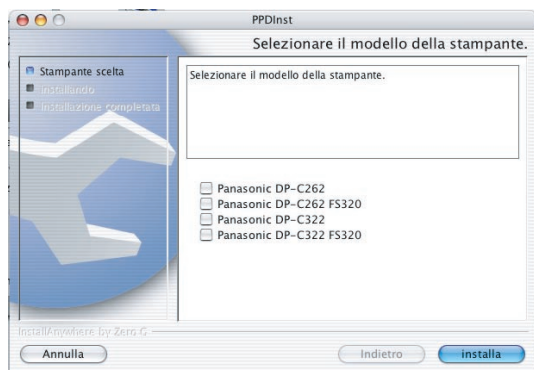 PPDInst
Selezionare il modello della stampante.
Stampante scelta
Installando
Installazione completata
Selezionare il modello della stampante.
Panasonic DP-C262
Panasonic DP-C262 FS320
Panasonic DP-C322
Panasonic DP-C322 FS320
InstallAnywhere by Zero G
Annulla
Indietro
installa